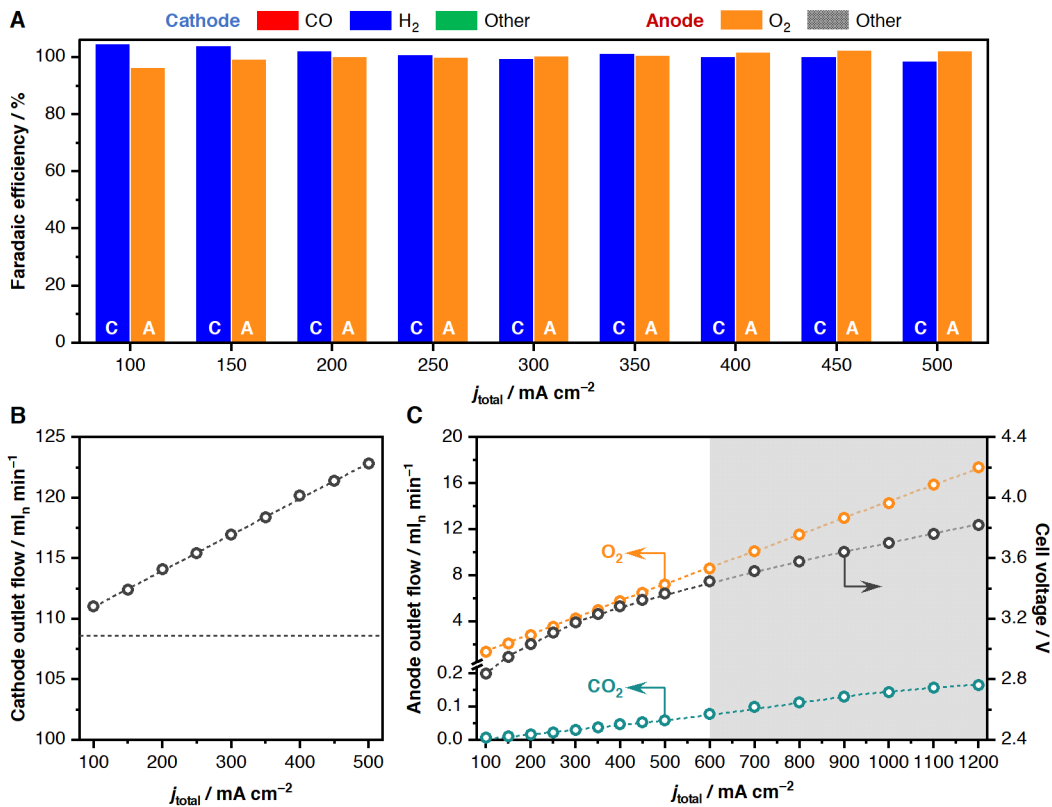 A
Cathode CO H2 Other Anode O2 Other
Faradaic efficiency / %
100
80
60
40
20
0
C A C A C A C A C A C A C A C A C A
100 150 200 250 300 350 400 450 500
jtotal / mA cm−2
B
Cathode outlet flow / mln min−1
125
120
115
110
105
100
100 200 300 400 500
jtotal / mA cm−2
C
Anode outlet flow / mln min−1
20
16
12
8
4
0.2
0.1
0.0
O2
CO2
4.4
4.0
3.6
3.2
2.8
2.4
Cell voltage / V
100 200 300 400 500 600 700 800 900 1000 1100 1200
jtotal / mA cm−2